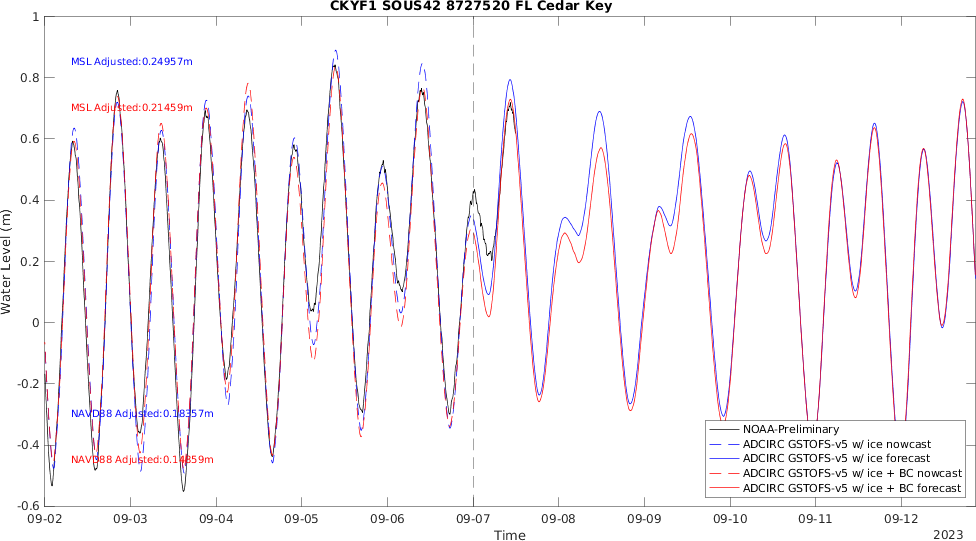 CKYF1 SOUS42 8727520 FL Cedar Key
1
0.8
0.6
0.4
0.2
0
-0.2
-0.4
-0.6
Water Level (m)
MSL Adjusted:0.24957m
MSL Adjusted:0.21459m
NAVD88 Adjusted:0.18357m
NAVD88 Adjusted:0.14859m
NOAA-Preliminary
ADCIRC GSTOFS-v5 w/ ice nowcast
ADCIRC GSTOFS-v5 w/ ice forecast
ADCIRC GSTOFS-v5 w/ ice + BC nowcast
ADCIRC GSTOFS-v5 w/ ice + BC forecast
09-02 09-03 09-04 09-05 09-06 09-07 09-08 09-09 09-10 09-11 09-12
Time
2023